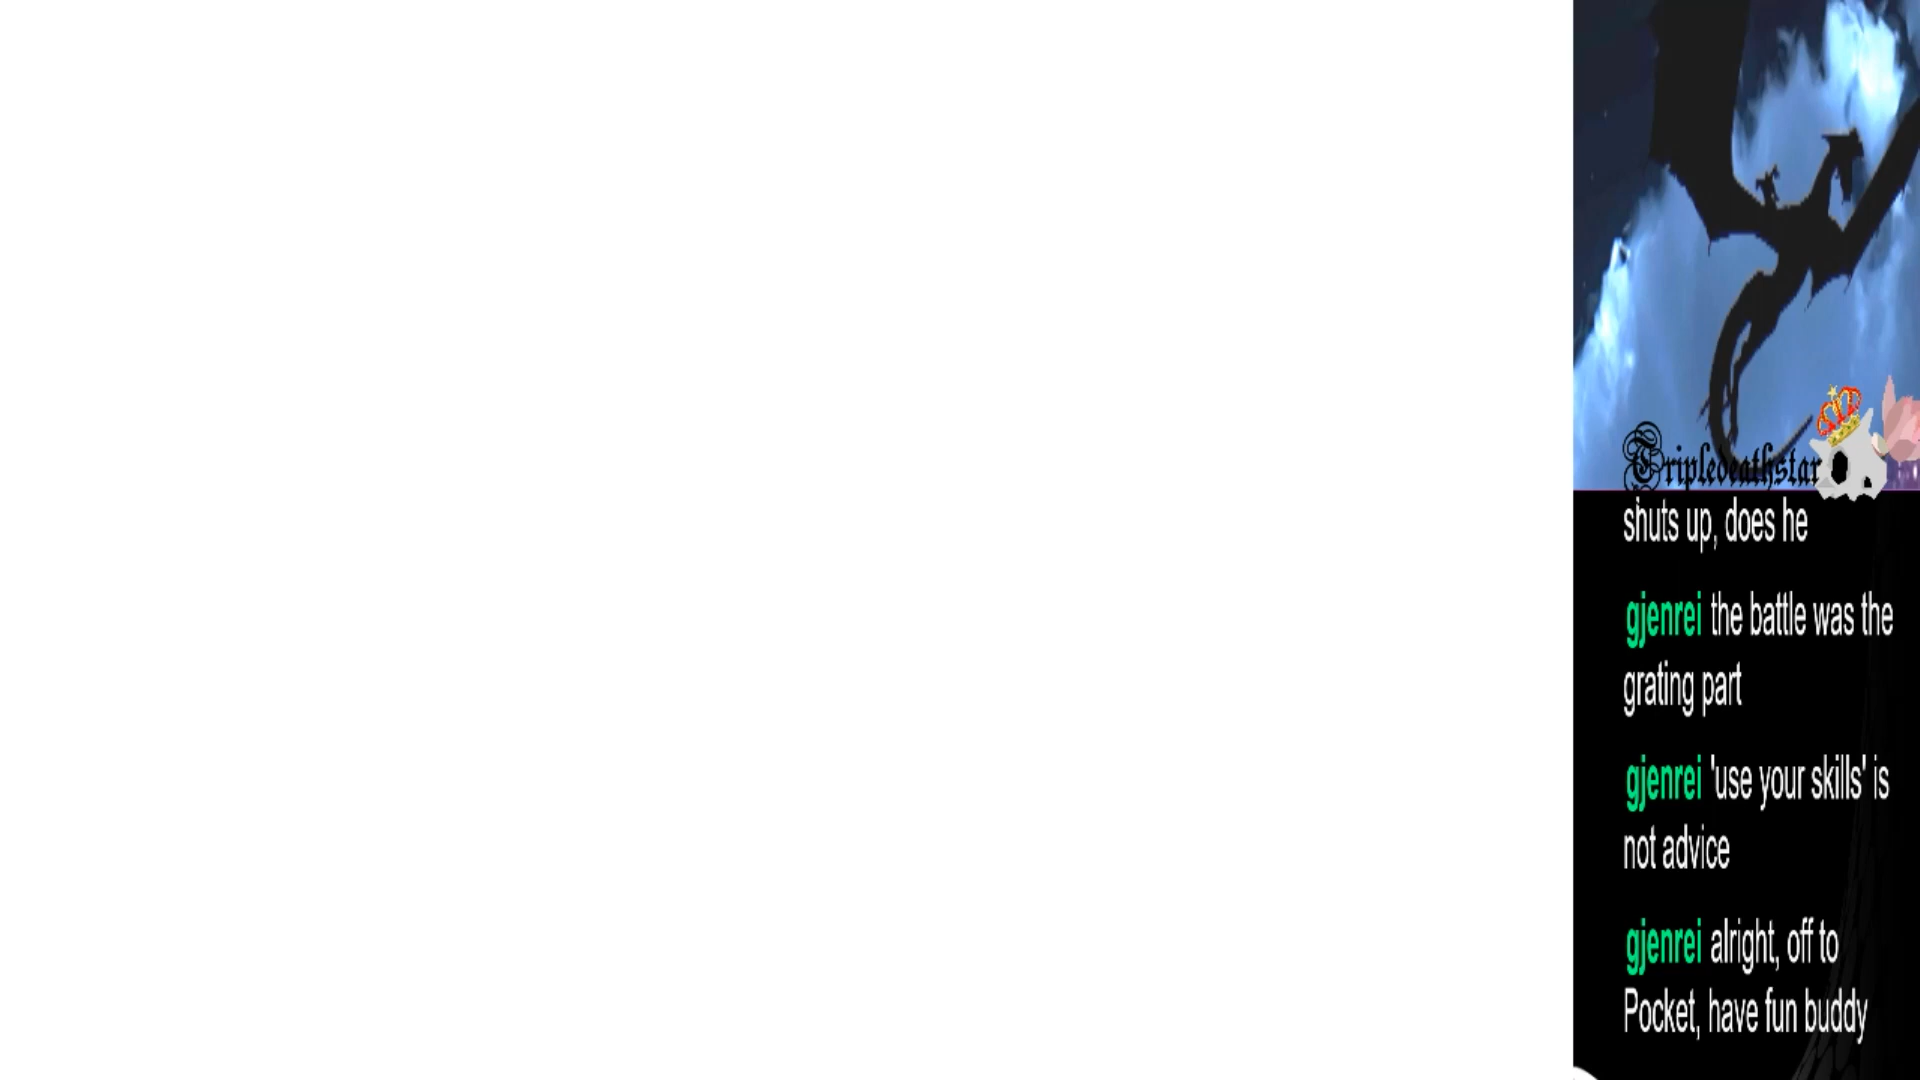 Tripledeathstar
shuts up, does he
gjenrei the battle was the
grating part
gjenrei 'use your skills' is
not advice
gjenrei alright, off to
Pocket, have fun buddy